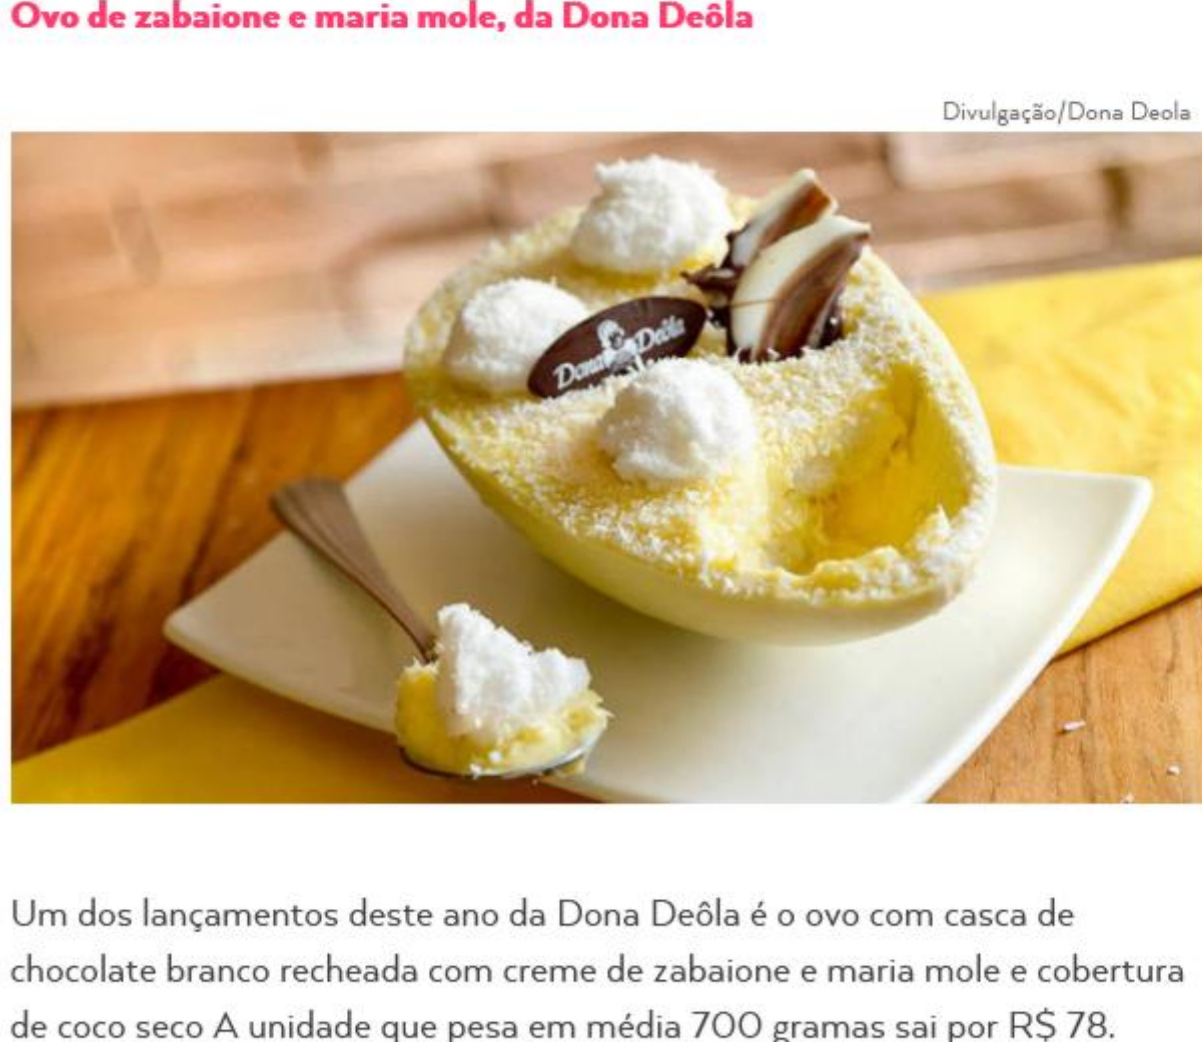 Ovo de zabaione e maria mole, da Dona Deôla
Divulgação/Dona Deola
Dona Deôla
Um dos lançamentos deste ano da Dona Deôla é o ovo com casca de
chocolate branco recheada com creme de zabaione e maria mole e cobertura
de coco seco A unidade que pesa em média 700 gramas sai por R$ 78.